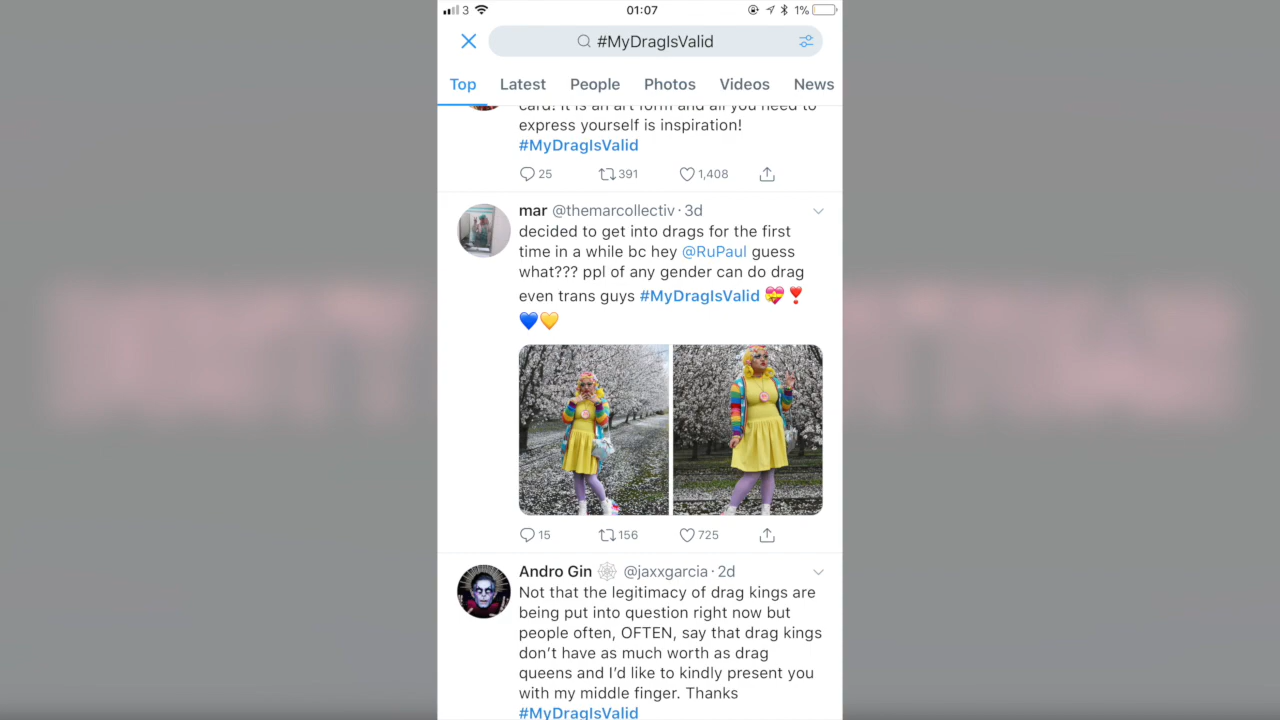 3 01:07 1%
#MyDragIsValid
Top Latest People Photos Videos News
card! It is an art form and all you need to
express yourself is inspiration!
#MyDragIsValid
25 391 1,408
mar @themarcollectiv · 3d
decided to get into drags for the first
time in a while bc hey @RuPaul guess
what??? ppl of any gender can do drag
even trans guys #MyDragIsValid 💝❣️
💙💛
15 156 725
Andro Gin 🕸 @jaxxgarcia · 2d
Not that the legitimacy of drag kings are
being put into question right now but
people often, OFTEN, say that drag kings
don’t have as much worth as drag
queens and I’d like to kindly present you
with my middle finger. Thanks
#MyDragIsValid